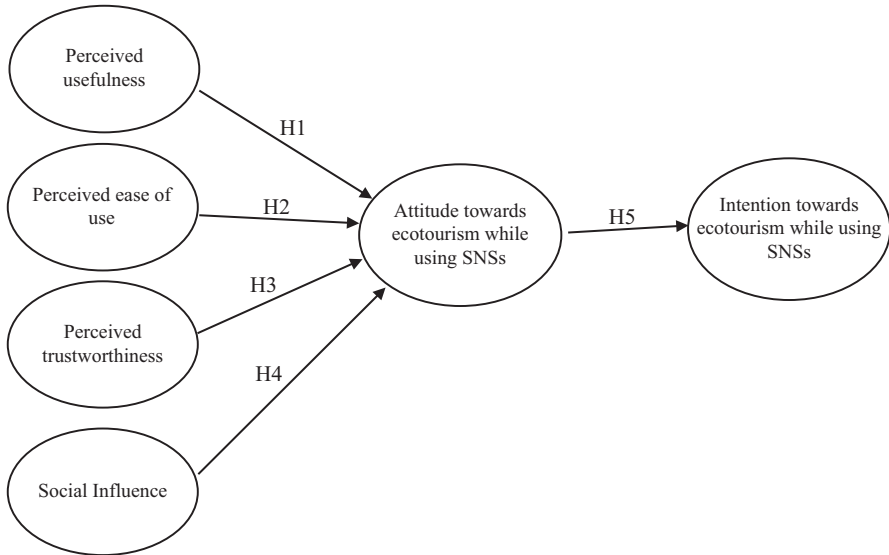 Perceived
usefulness
H1
Perceived ease of
use
H2
Attitude towards
ecotourism while
using SNSs
H5
Intention towards
ecotourism while using
SNSs
H3
Perceived
trustworthiness
H4
Social Influence